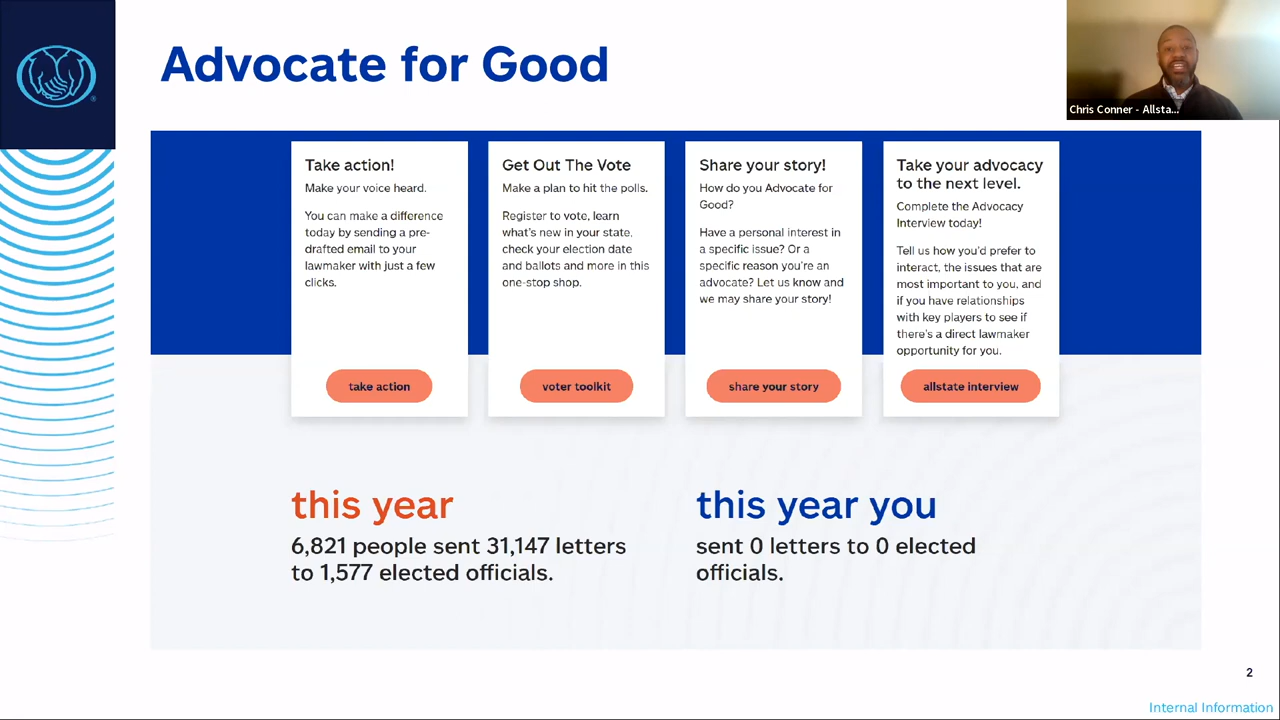 Advocate for Good
Chris Conner - Allsta...
Take action!
Make your voice heard.
You can make a difference
today by sending a pre-
drafted email to your
lawmaker with just a few
clicks.
take action
Get Out The Vote
Make a plan to hit the polls.
Register to vote, learn
what's new in your state,
check your election date
and ballots and more in this
one-stop shop.
voter toolkit
Share your story!
How do you Advocate for
Good?
Have a personal interest in
a specific issue? Or a
specific reason you're an
advocate? Let us know and
we may share your story!
share your story
Take your advocacy
to the next level.
Complete the Advocacy
Interview today!
Tell us how you'd prefer to
interact, the issues that are
most important to you, and
if you have relationships
with key players to see if
there's a direct lawmaker
opportunity for you.
allstate interview
this year
6,821 people sent 31,147 letters
to 1,577 elected officials.
this year you
sent 0 letters to 0 elected
officials.
2
Internal Information